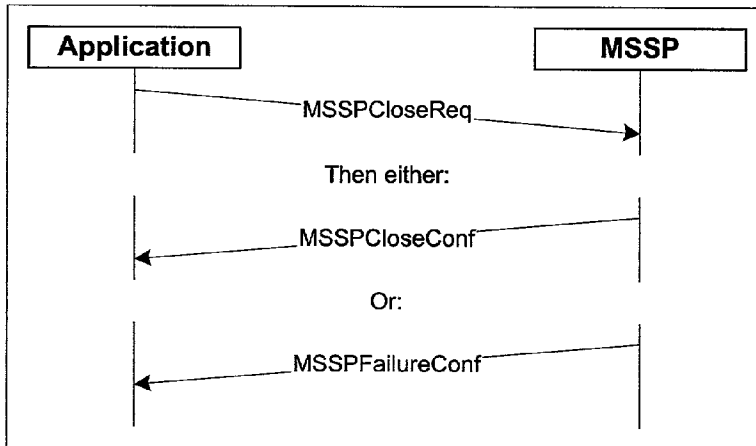 Application
MSSP
MSSPCloseReq
Then either:
MSSPCloseConf
Or:
MSSPFailureConf